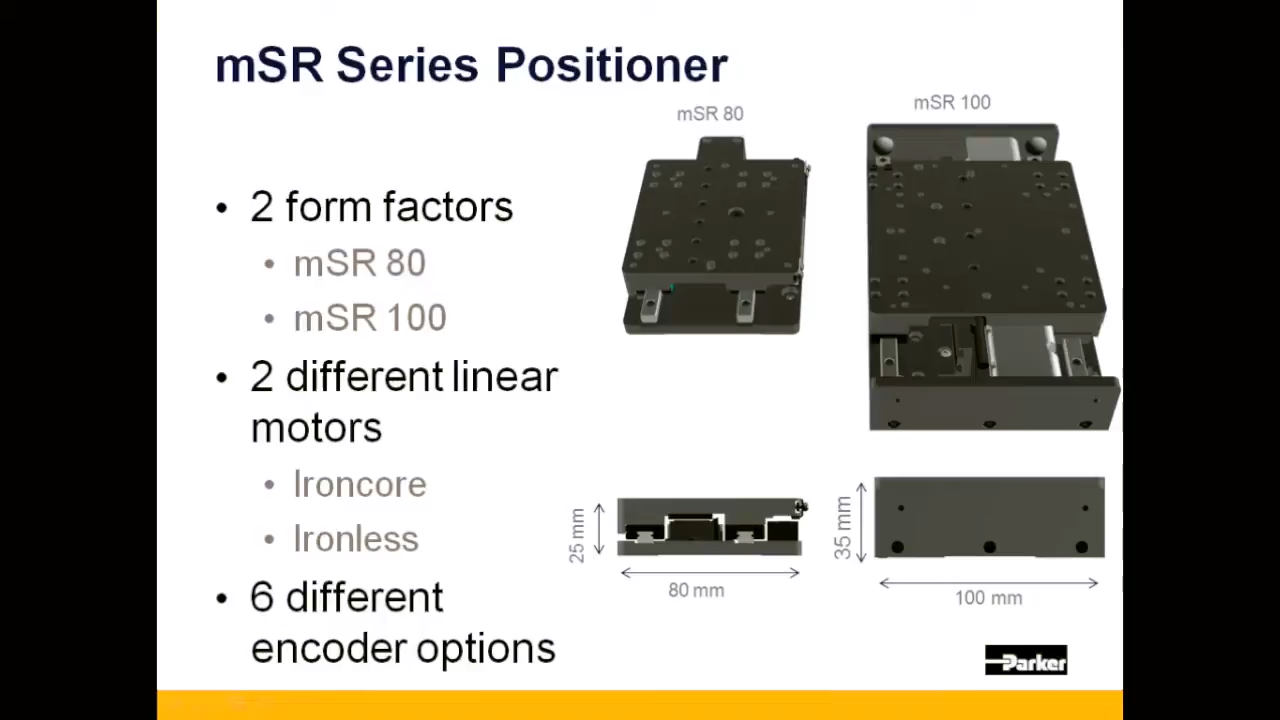 mSR Series Positioner
mSR 80
mSR 100
• 2 form factors
• mSR 80
• mSR 100
• 2 different linear
motors
• Ironcore
• Ironless
• 6 different
encoder options
25 mm
80 mm
35 mm
100 mm
Parker